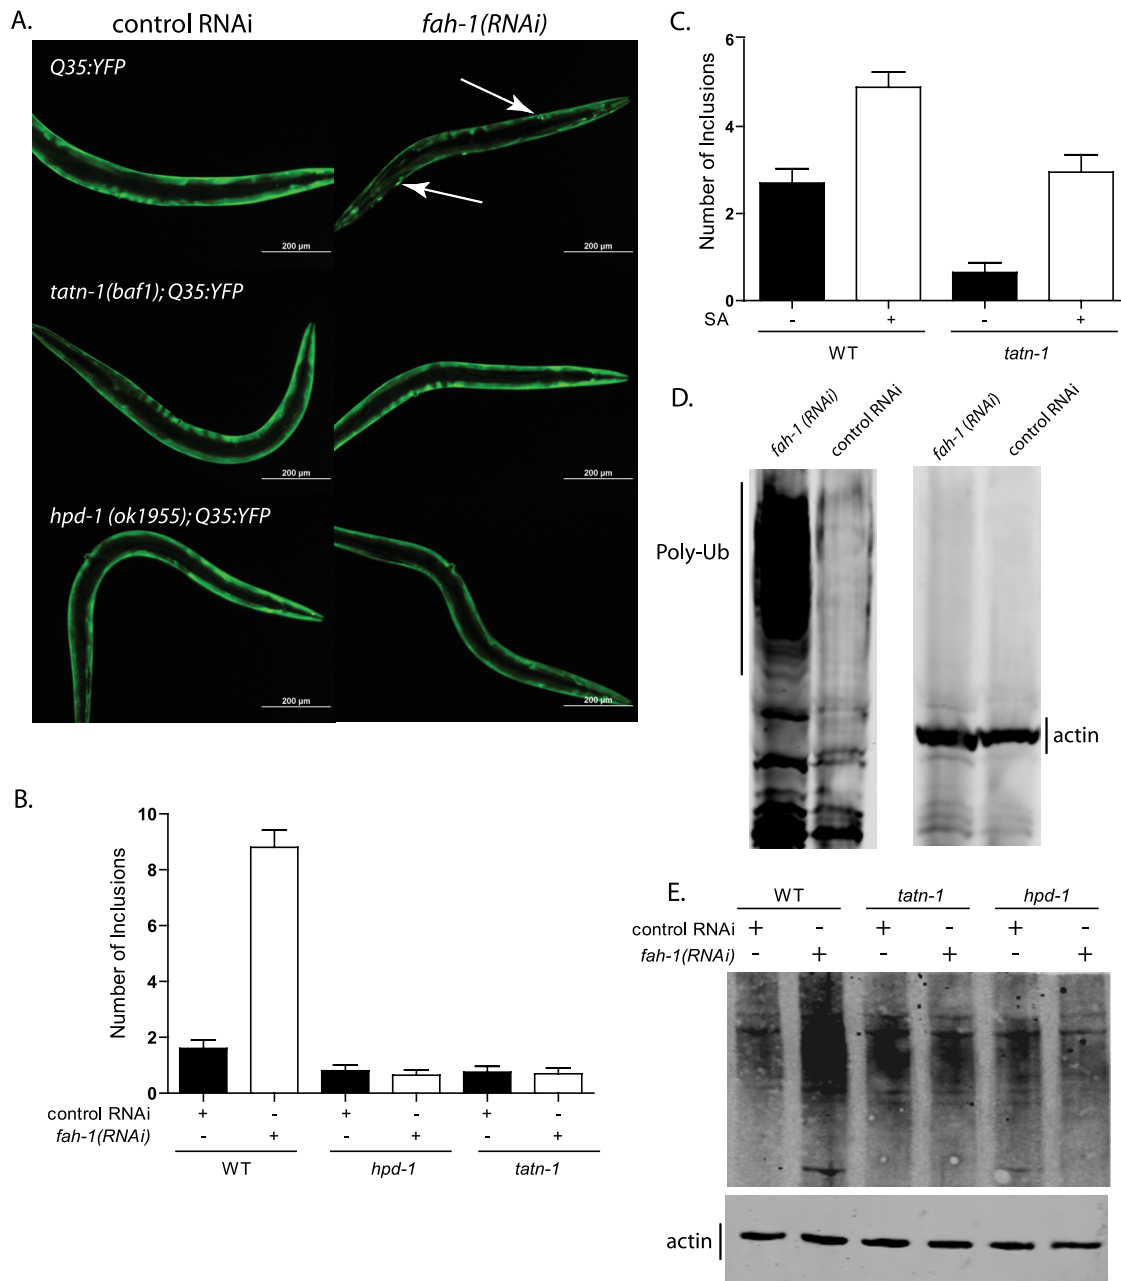 A.
control RNAi fah-1(RNAi)
Q35:YFP
200 µm 200 µm
tatn-1(baf1); Q35:YFP
200 µm 200 µm
hpd-1 (ok1955); Q35:YFP
200 µm 200 µm
B.
Number of Inclusions
10
8
6
4
2
0
control RNAi + - + - + -
fah-1(RNAi) - + - + - +
WT hpd-1 tatn-1
C.
Number of Inclusions
6
4
2
0
SA - + - +
WT tatn-1
D.
fah-1 (RNAi) control RNAi fah-1 (RNAi) control RNAi
Poly-Ub
actin
E.
WT tatn-1 hpd-1
control RNAi + - + - + -
fah-1(RNAi) - + - + - +
actin